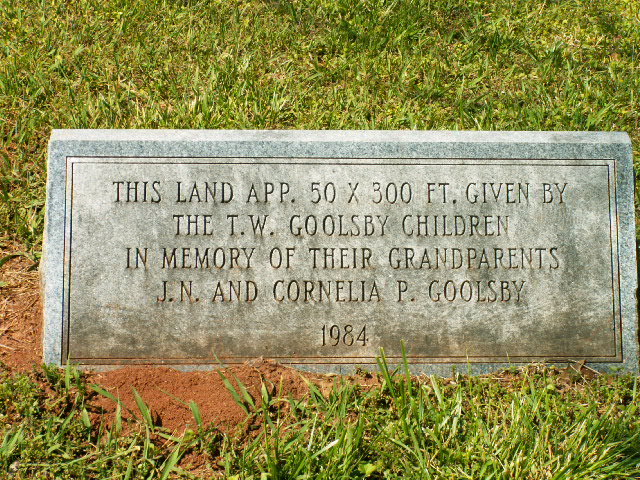 THIS LAND APP. 50 X 300 FT. GIVEN BY
THE T.W. GOOLSBY CHILDREN
IN MEMORY OF THEIR GRANDPARENTS
J.N. AND CORNELIA P. GOOLSBY
1984